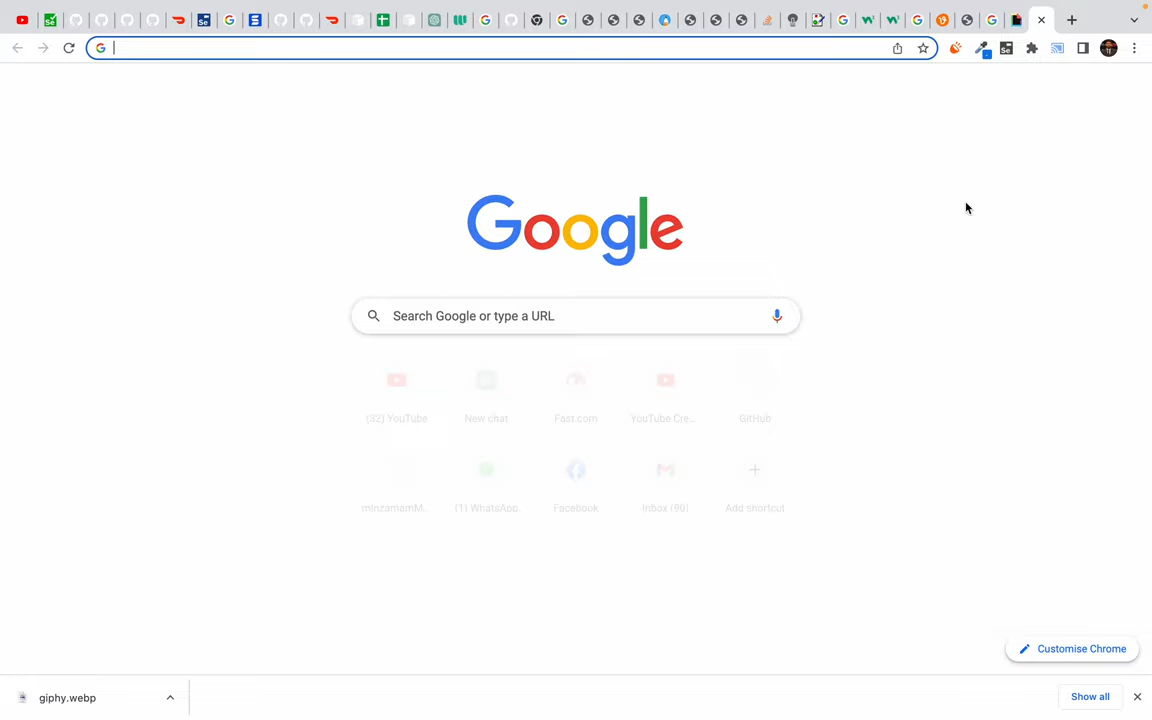 Google
Search Google or type a URL
(32) YouTube
New chat
Fast.com
YouTube Cre...
GitHub
minzamamM...
(1) WhatsApp
Facebook
Inbox (99)
Add shortcut
Customise Chrome
giphy.webp
Show all